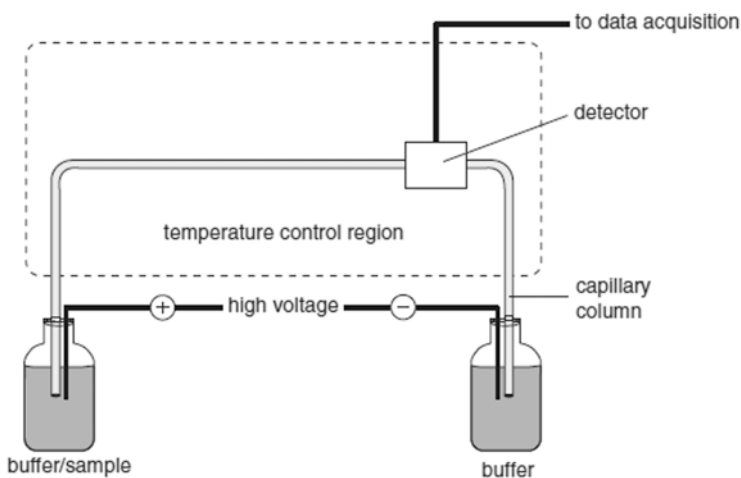 to data acquisition
detector
temperature control region
capillary
column
+ high voltage −
buffer/sample
buffer